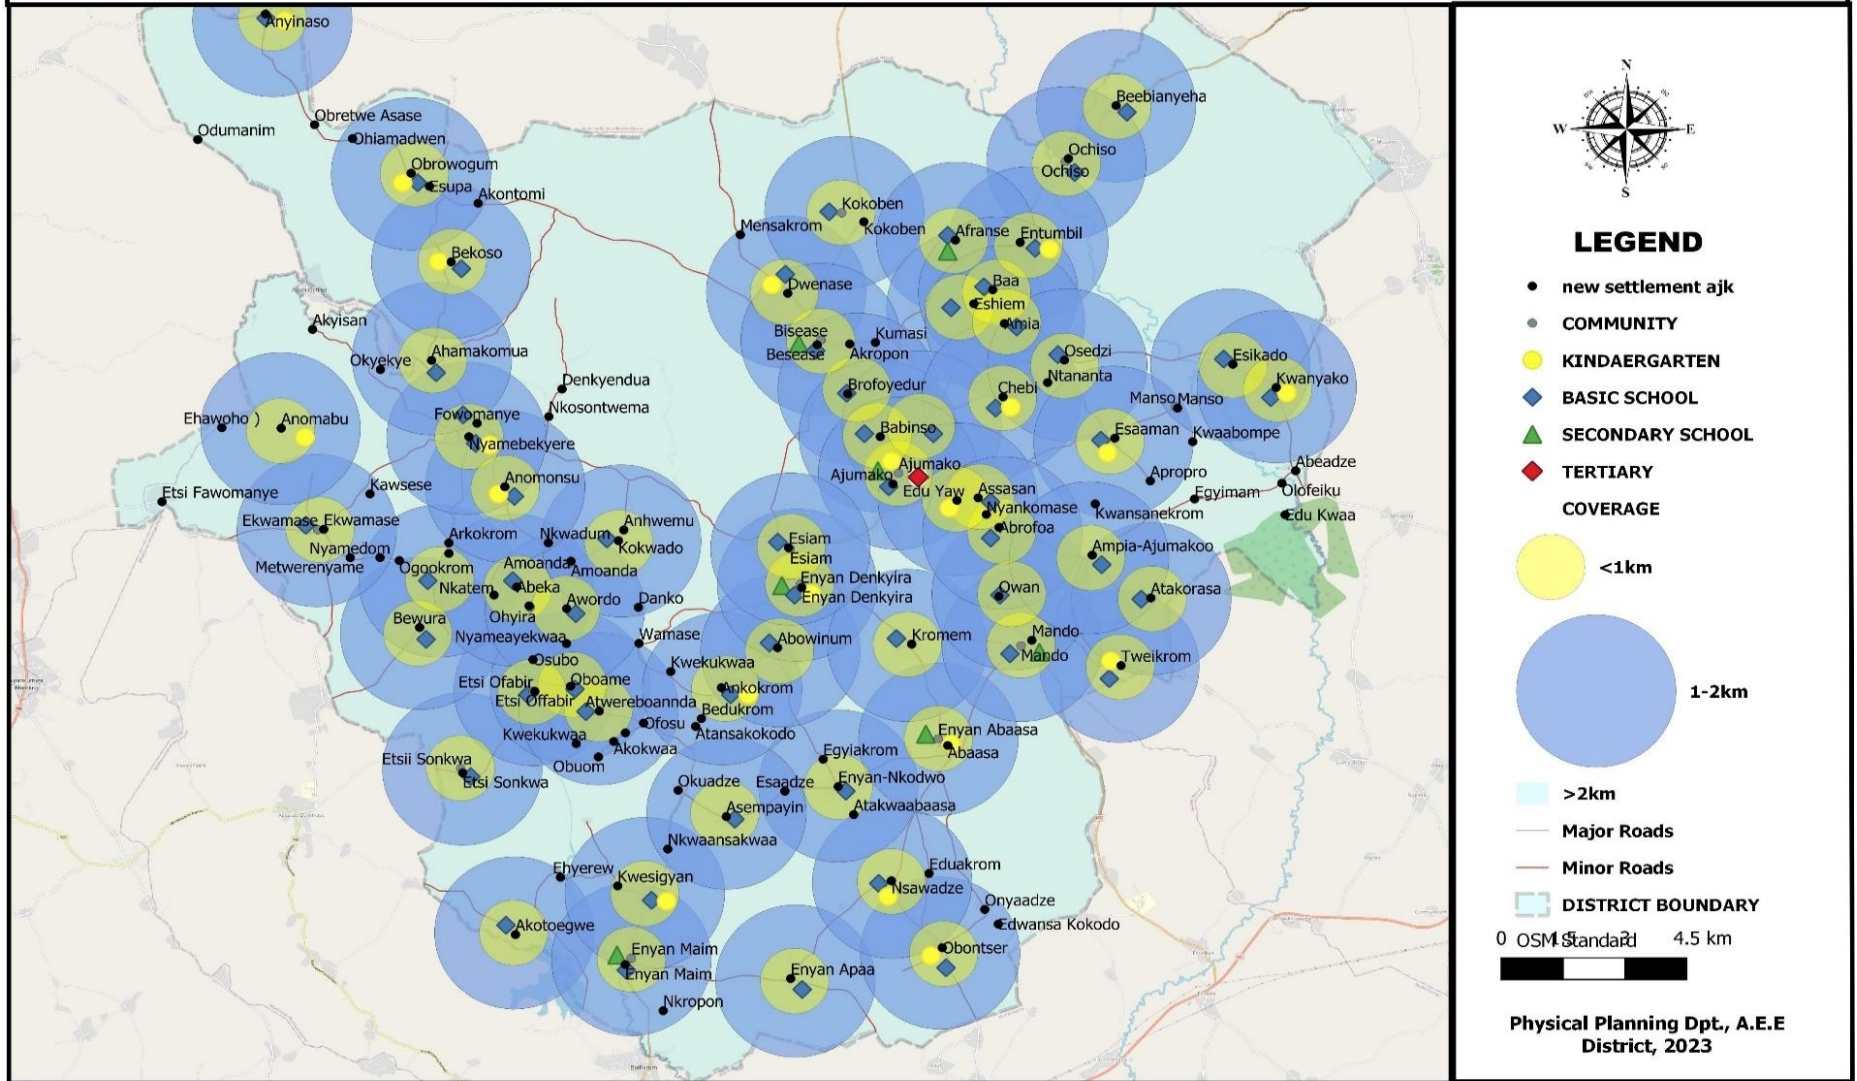 Anyinaso
Beebianyeha
Obretwe Asase
Odumanim
Ohiamadwen
Ochiso
Obrowogum
Ochiso
Esupa
Akontomi
Kokoben
Mensakrom
Kokoben
Afranse
Entumbil
Bekoso
Dwenase
Baa
Eshiem
Akyisan
Amia
Bisease
Kumasi
Ahamakomua
Besease
Akropon
Osedzi
Esikado
Okyekye
Ntananta
Kwanyako
Denkyendua
Brofoyedur
Chebi
Manso
Manso
Nkosontwema
Fowomanye
Ehawoho )
Anomabu
Babinso
Esaaman
Kwaabompe
Nyamebekyere
Ajumako
Abeadze
Anomonsu
Ajumako
Apropro
Kawsese
Edu Yaw
Assasan
Olofeiku
Etsi Fawomanye
Egyimam
Nyankomase
Kwansanekrom
Edu Kwaa
Ekwamase
Ekwamase
Anhwemu
Abrofoa
Arkokrom
Nkwadum
Esiam
Nyamedom
Kokwado
Ampia-Ajumakoo
Metwerenyame
Ogookrom
Amoanda
Amoanda
Esiam
Enyan Denkyira
Nkatem
Abeka
Owan
Atakorasa
Enyan Denkyira
Awordo
Danko
Bewura
Ohyira
Nyameayekwaa
Wamase
Abowinum
Kromem
Mando
Mando
Tweikrom
Osubo
Kwekukwaa
Etsi Ofabir
Oboame
Ankokrom
Etsi Offabir
Atwereboannda
Bedukrom
Ofosu
Atansakokodo
Kwekukwaa
Enyan Abaasa
Akokwaa
Egyiakrom
Abaasa
Etsii Sonkwa
Obuom
Etsi Sonkwa
Okuadze
Esaadze
Enyan-Nkodwo
Asempayin
Atakwaabaasa
Nkwaansakwaa
Ehyerew
Kwesigyan
Eduakrom
Nsawadze
Onyaadze
Akotoegwe
Edwansa Kokodo
Enyan Maim
Obontser
Enyan Maim
Enyan Apaa
Nkropon
N
W
E
S
LEGEND
new settlement ajk
COMMUNITY
KINDAERGARTEN
BASIC SCHOOL
SECONDARY SCHOOL
TERTIARY
COVERAGE
<1km
1-2km
>2km
Major Roads
Minor Roads
DISTRICT BOUNDARY
0 1.5 3 4.5 km
OSM Standard
Physical Planning Dpt., A.E.E
District, 2023